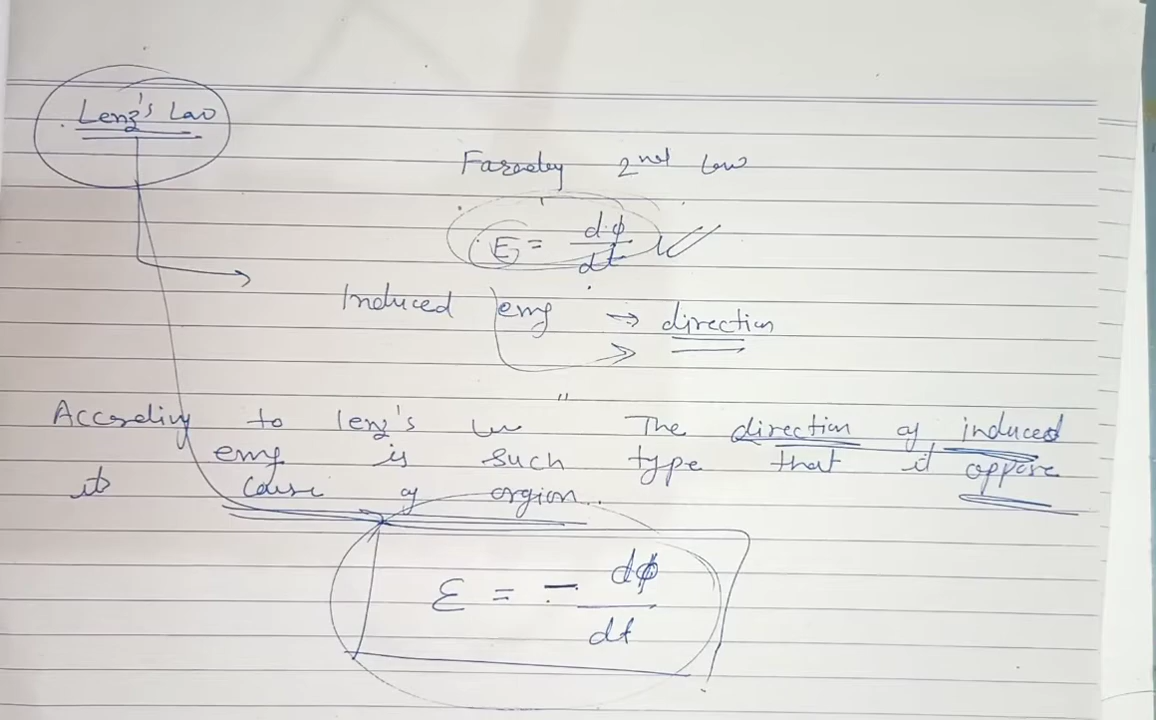 Lenz's Law
Faraday 2nd Law
E = dφ/dt
Induced emf → direction
According to lenz's law "The direction of induced
emf is such type that it oppose
its cause of orgion.
ε = - dφ/dt